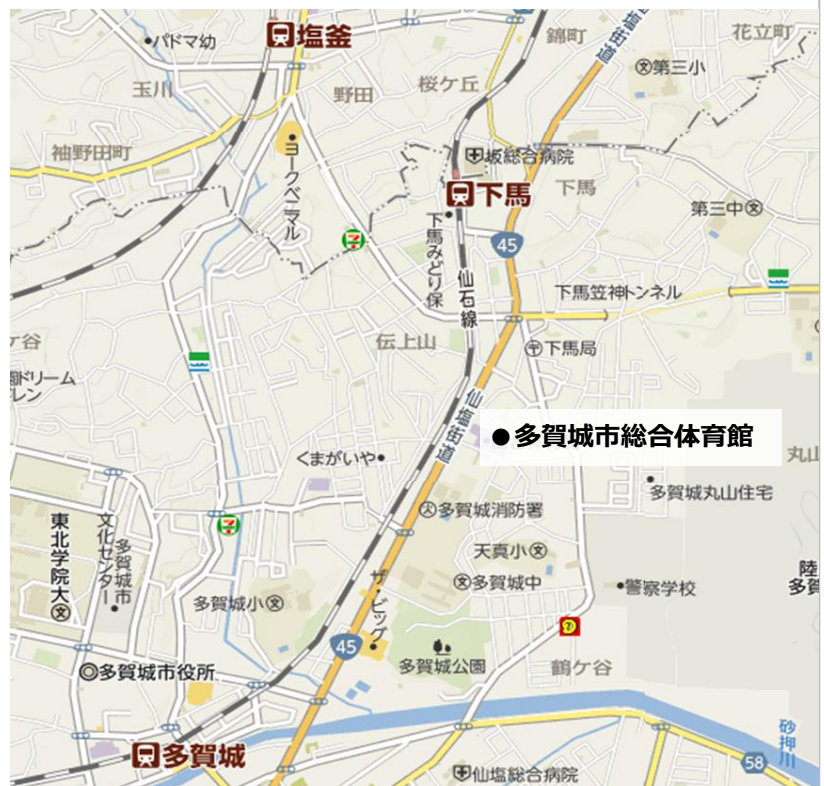 塩釜
パドマ幼
錦町
塩街道
花立町
第三小
玉川
野田
桜ケ丘
袖野田町
ヨークベニマル
坂総合病院
下馬
下馬
第三中
下馬みどり保
45
仙石線
下馬笠神トンネル
伝上山
下馬局
ドリーム
仙塩街道
●多賀城市総合体育館
くまがいや
丸山
多賀城丸山住宅
多賀城消防署
東北学院大
多賀城市
文化センター
天真小
多賀城中
警察学校
多賀城小
ザ・ビッグ
45
多賀城公園
鶴ケ谷
多賀城市役所
砂押川
多賀城
仙塩総合病院
58